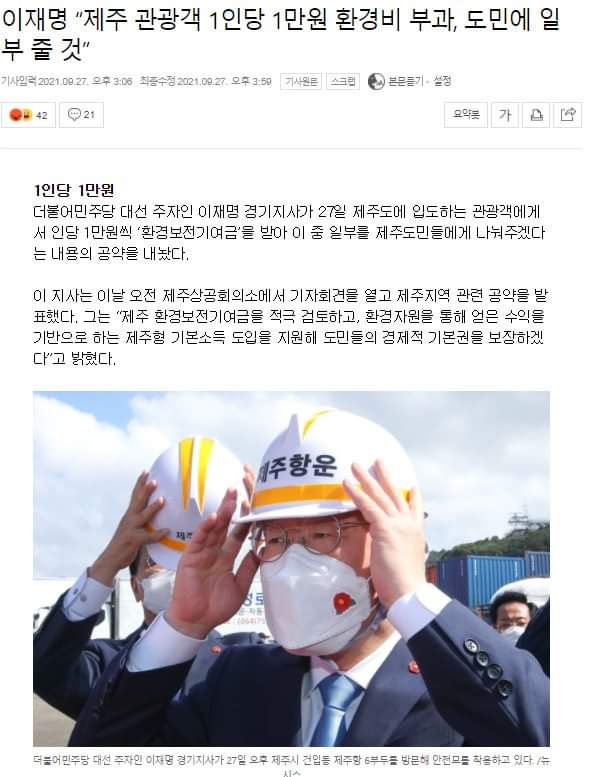 이재명 “제주 관광객 1인당 1만원 환경비 부과, 도민에 일
부 줄 것”
기사입력 2021.09.27. 오후 3:06 최종수정 2021.09.27. 오후 3:59 기사원문 스크랩 본문듣기 · 설정
42 21 요약봇 가
1인당 1만원
더불어민주당 대선 주자인 이재명 경기지사가 27일 제주도에 입도하는 관광객에게
서 인당 1만원씩 ‘환경보전기여금’을 받아 이 중 일부를 제주도민들에게 나눠주겠다
는 내용의 공약을 내놨다.
이 지사는 이날 오전 제주상공회의소에서 기자회견을 열고 제주지역 관련 공약을 발
표했다. 그는 “제주 환경보전기여금을 적극 검토하고, 환경자원을 통해 얻은 수익을
기반으로 하는 제주형 기본소득 도입을 지원해 도민들의 경제적 기본권을 보장하겠
다”고 밝혔다.
제주항운
제주
(064)75
더불어민주당 대선 주자인 이재명 경기지사가 27일 오후 제주시 건입동 제주항 6부두를 방문해 안전모를 착용하고 있다. /뉴
시스